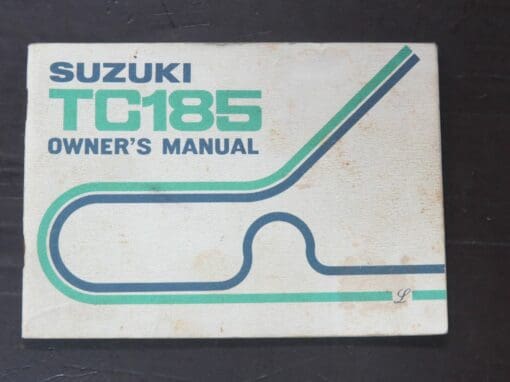 SUZUKI
TC185
OWNER'S MANUAL
L